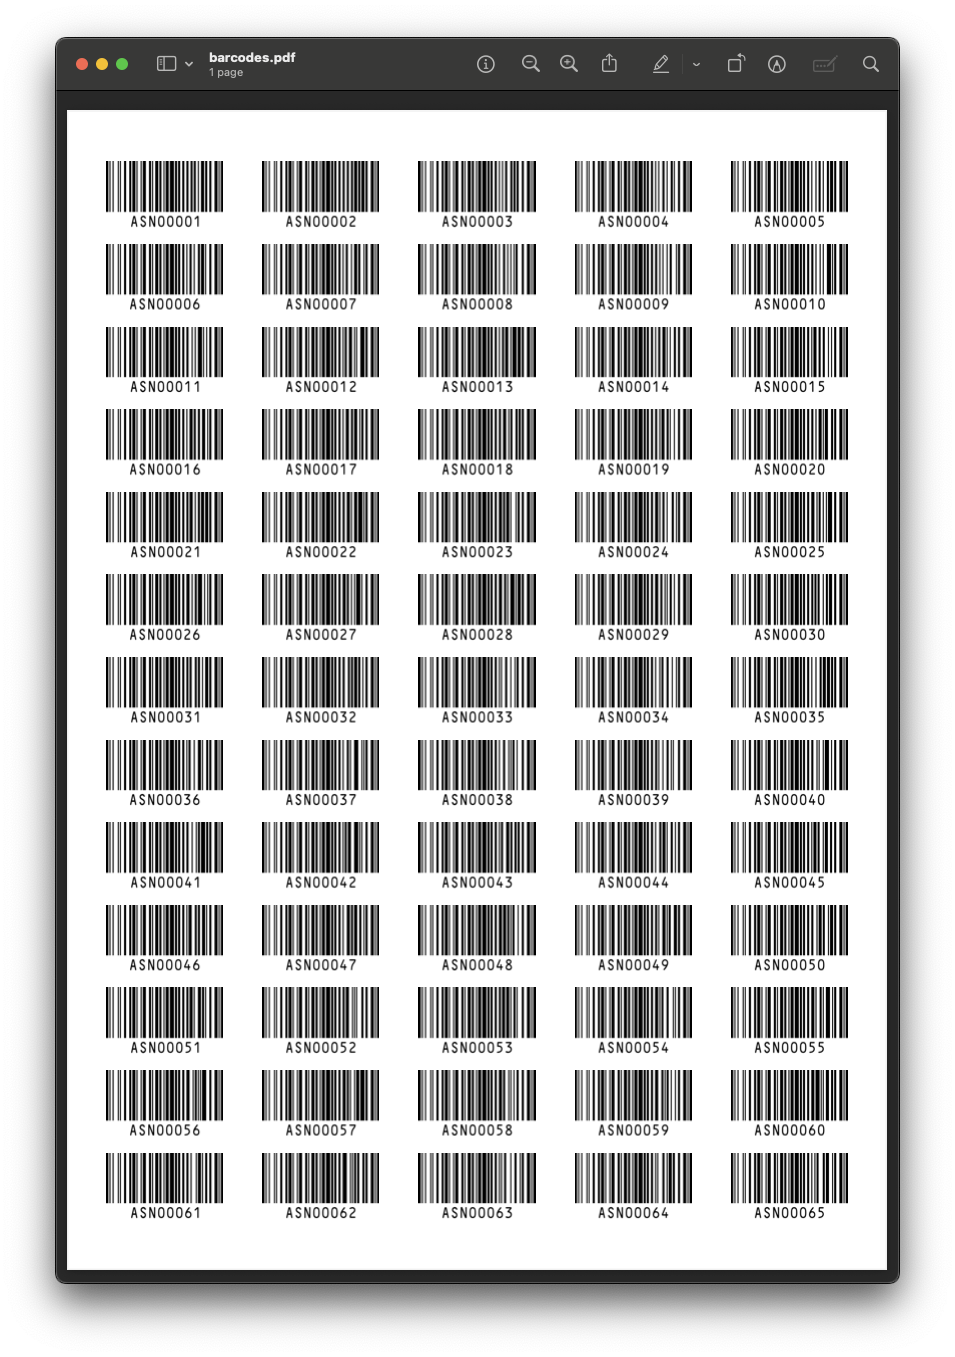 barcodes.pdf
1 page
ASN00001 ASN00002 ASN00003 ASN00004 ASN00005
ASN00006 ASN00007 ASN00008 ASN00009 ASN00010
ASN00011 ASN00012 ASN00013 ASN00014 ASN00015
ASN00016 ASN00017 ASN00018 ASN00019 ASN00020
ASN00021 ASN00022 ASN00023 ASN00024 ASN00025
ASN00026 ASN00027 ASN00028 ASN00029 ASN00030
ASN00031 ASN00032 ASN00033 ASN00034 ASN00035
ASN00036 ASN00037 ASN00038 ASN00039 ASN00040
ASN00041 ASN00042 ASN00043 ASN00044 ASN00045
ASN00046 ASN00047 ASN00048 ASN00049 ASN00050
ASN00051 ASN00052 ASN00053 ASN00054 ASN00055
ASN00056 ASN00057 ASN00058 ASN00059 ASN00060
ASN00061 ASN00062 ASN00063 ASN00064 ASN00065